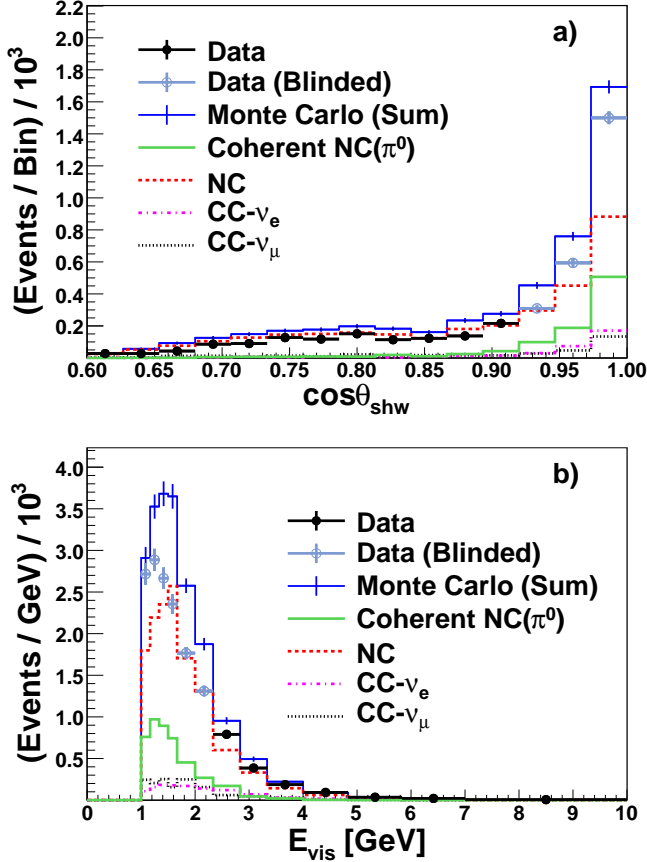 a)
(Events / Bin) / 10³
2.2
2.0
1.8
1.6
1.4
1.2
1.0
0.8
0.6
0.4
0.2
Data
Data (Blinded)
Monte Carlo (Sum)
Coherent NC(π⁰)
NC
CC-νₑ
CC-ν_μ
0.60 0.65 0.70 0.75 0.80 0.85 0.90 0.95 1.00
cosθ_shw
b)
(Events / GeV) / 10³
4.0
3.5
3.0
2.5
2.0
1.5
1.0
0.5
Data
Data (Blinded)
Monte Carlo (Sum)
Coherent NC(π⁰)
NC
CC-νₑ
CC-ν_μ
0 1 2 3 4 5 6 7 8 9 10
E_vis [GeV]